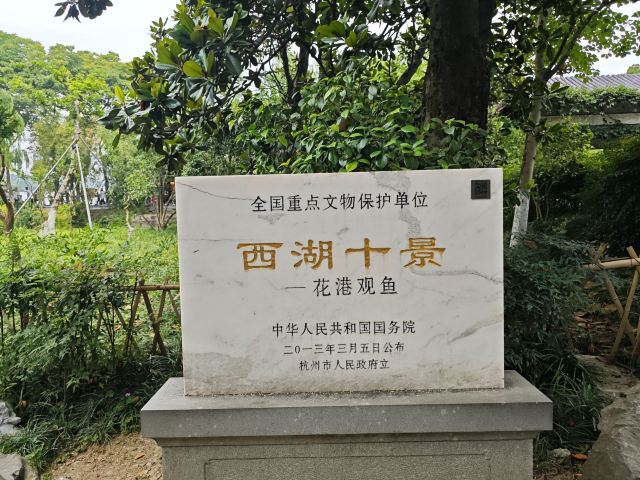 全国重点文物保护单位
西湖十景
—花港观鱼
中华人民共和国国务院
二〇一三年三月五日公布
杭州市人民政府立